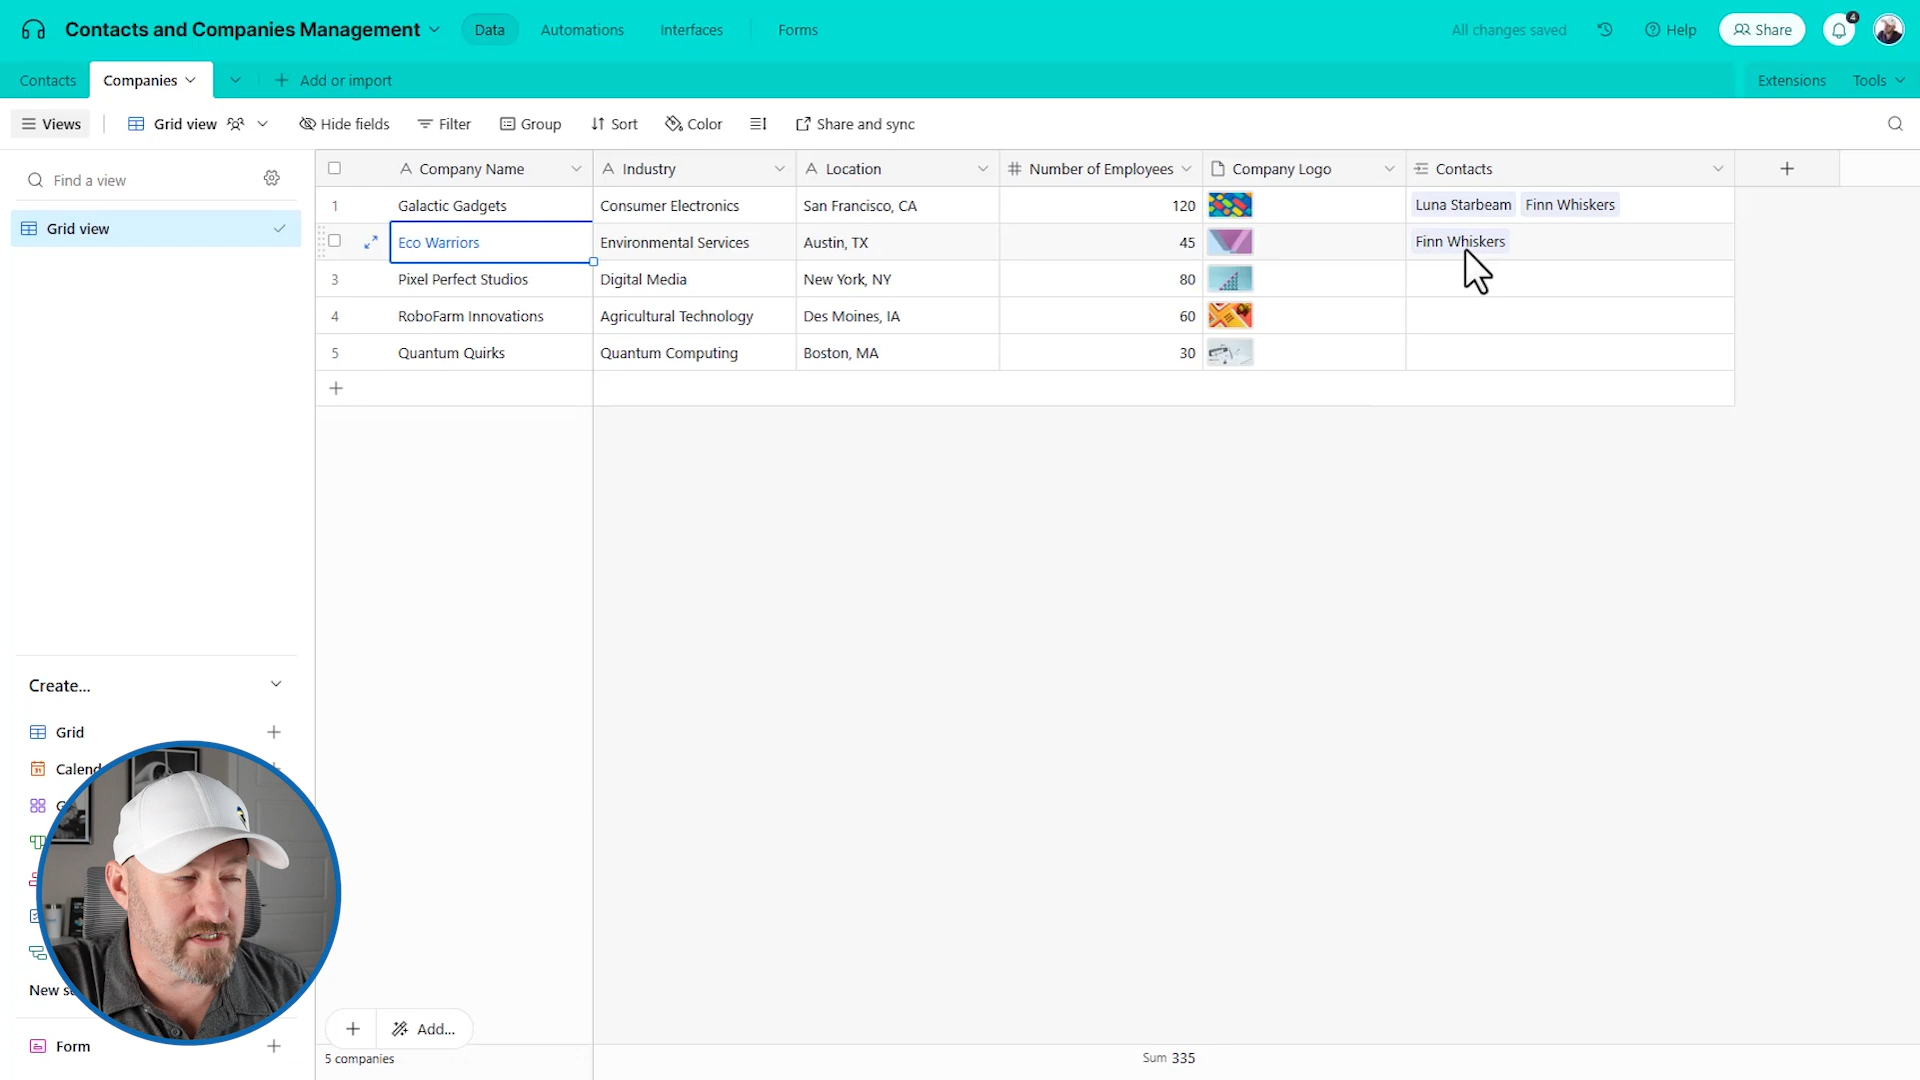 Contacts and Companies Management
Data
Automations
Interfaces
Forms
All changes saved
Help
Share
4
Contacts
Companies
Add or import
Extensions
Tools
Views
Grid view
Hide fields
Filter
Group
Sort
Color
Share and sync
Find a view
Company Name
Industry
Location
Number of Employees
Company Logo
Contacts
1 Galactic Gadgets Consumer Electronics San Francisco, CA 120 Luna Starbeam Finn Whiskers
Grid view
Eco Warriors Environmental Services Austin, TX 45 Finn Whiskers
3 Pixel Perfect Studios Digital Media New York, NY 80
4 RoboFarm Innovations Agricultural Technology Des Moines, IA 60
5 Quantum Quirks Quantum Computing Boston, MA 30
Create...
Grid
Form
Add...
5 companies
Sum 335